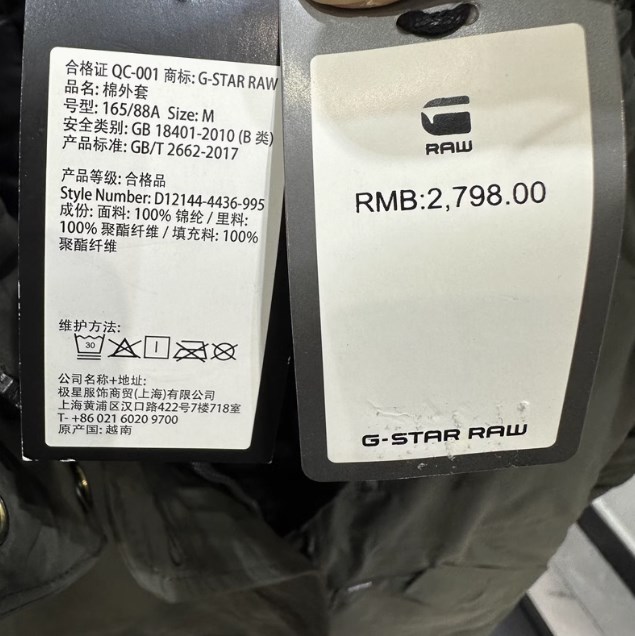 合格证 QC-001 商标: G-STAR RAW
品名: 棉外套
号型: 165/88A Size: M
安全类别: GB 18401-2010 (B 类)
产品标准: GB/T 2662-2017
产品等级: 合格品
Style Number: D12144-4436-995
成份: 面料: 100% 锦纶 / 里料:
100% 聚酯纤维 / 填充料: 100%
聚酯纤维
维护方法:
30
公司名称+地址:
极星服饰商贸(上海)有限公司
上海黄浦区汉口路422号7楼718室
T- +86 021 6020 9700
原产国: 越南
RAW
RMB:2,798.00
G-STAR RAW